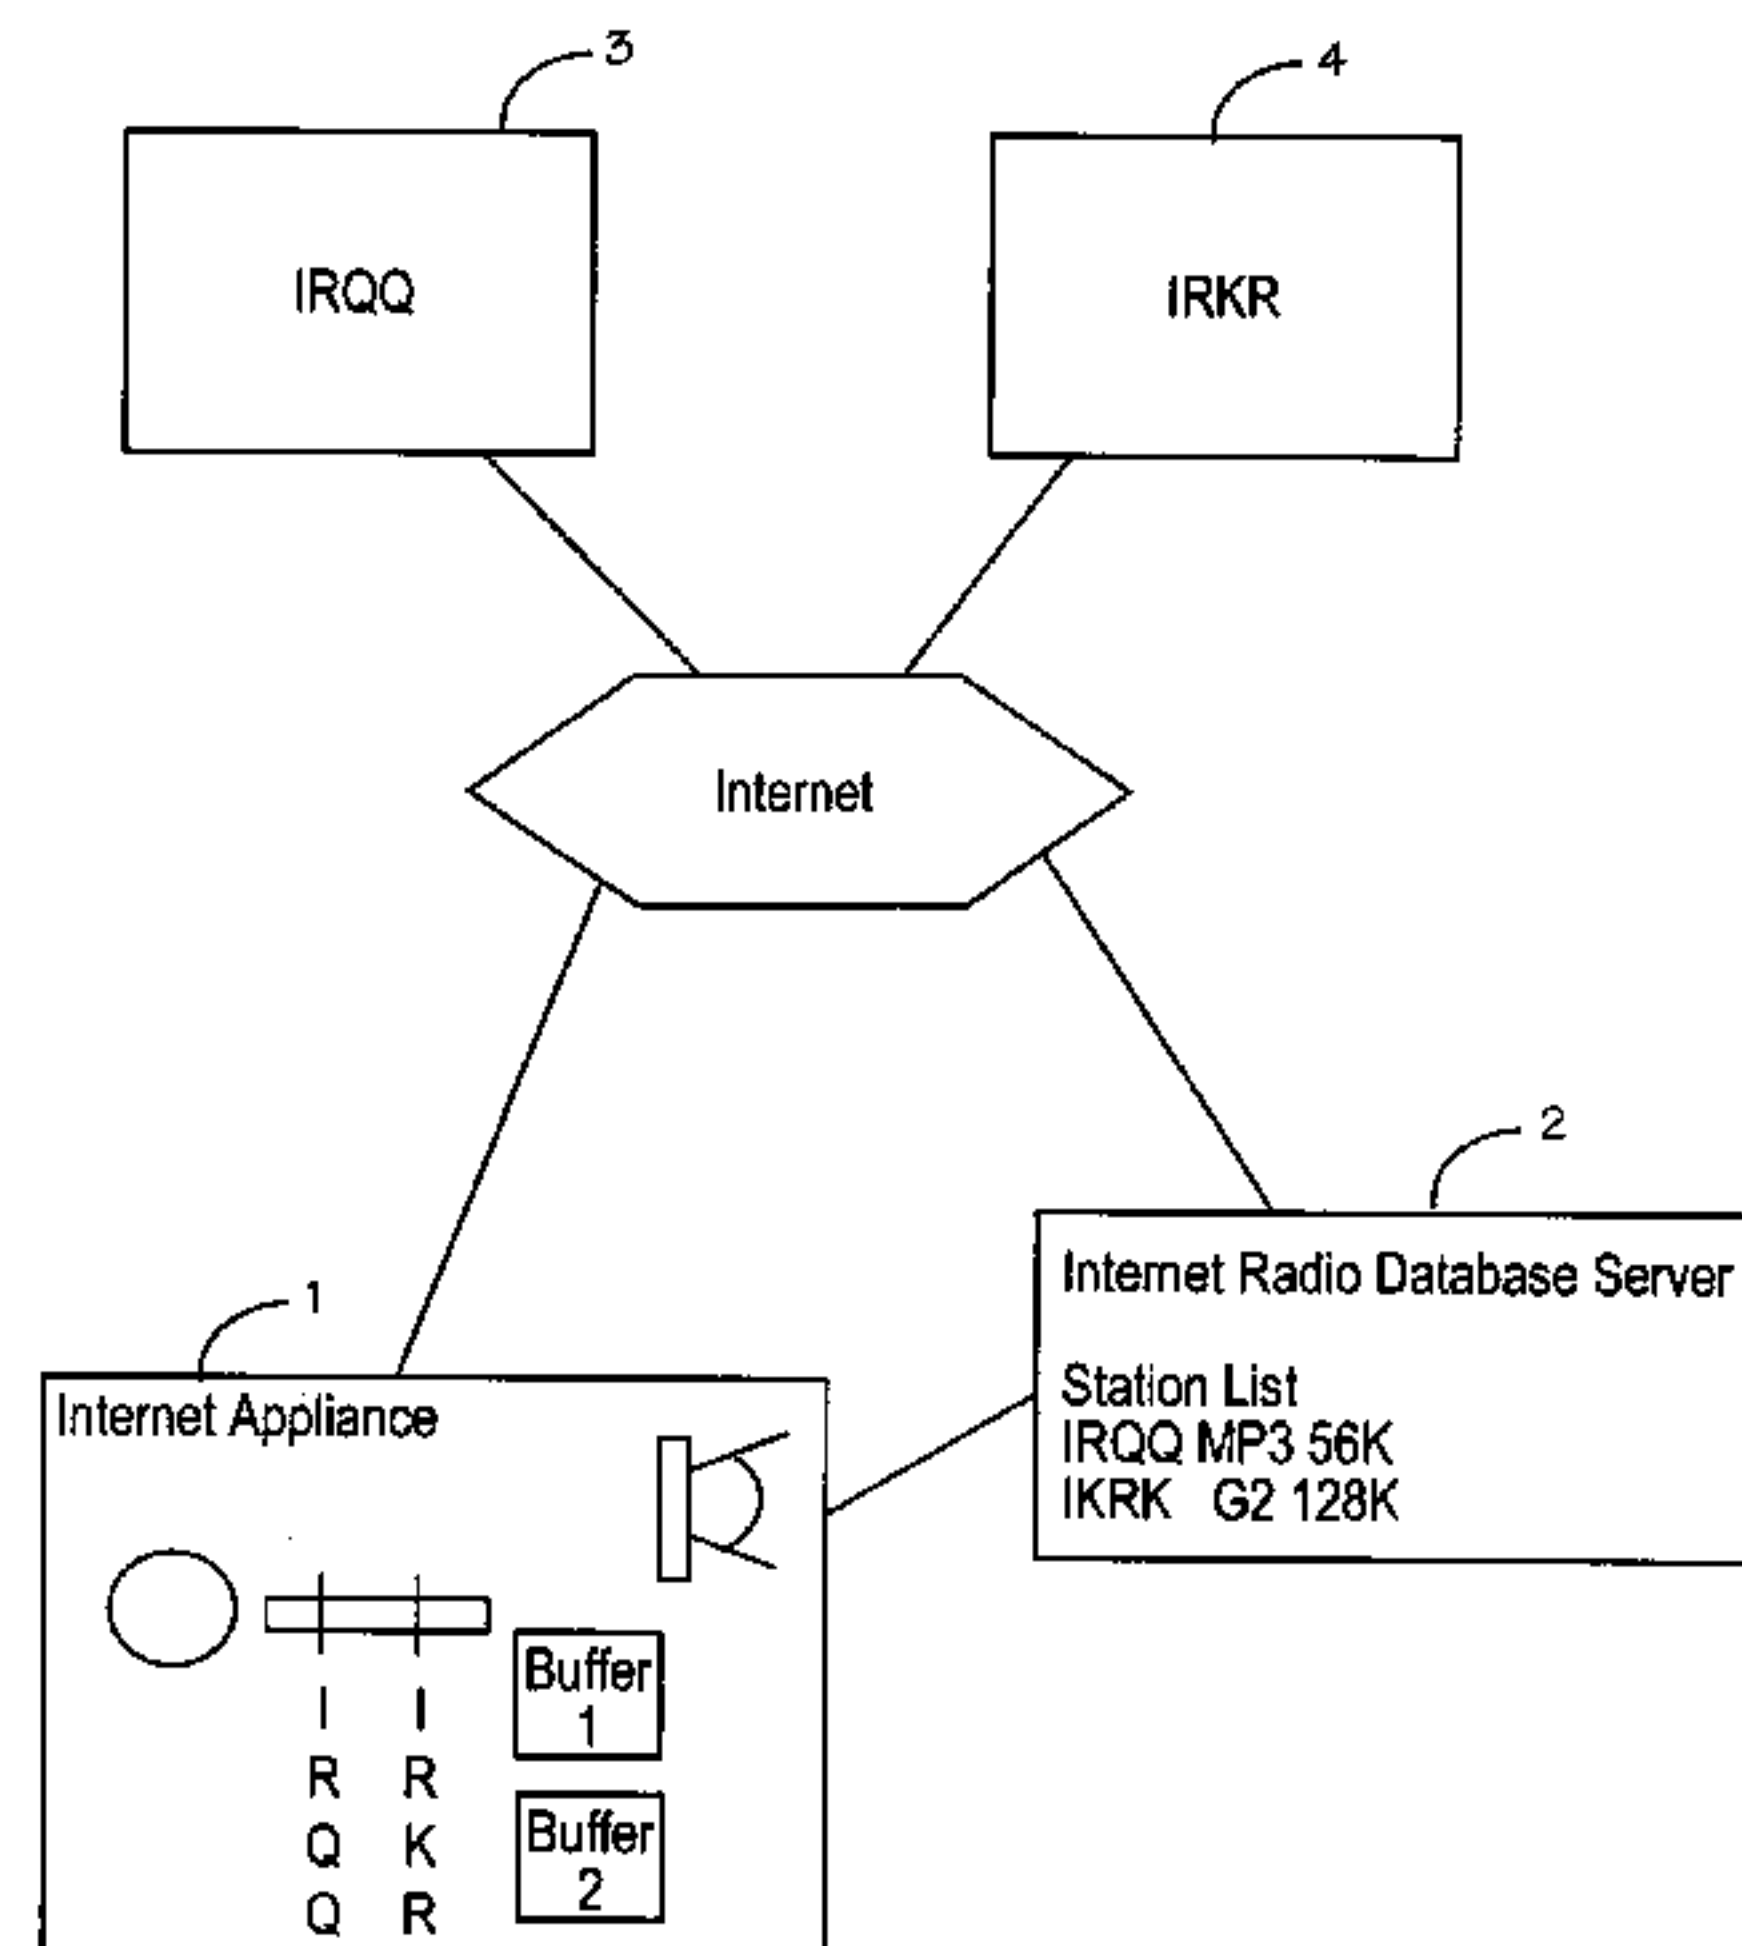 3
4
IRQQ
IRKR
Internet
2
Internet Radio Database Server
Station List
IRQQ MP3 56K
IKRK G2 128K
1
Internet Appliance
Buffer
1
Buffer
2
I
R
Q
Q
I
R
K
R